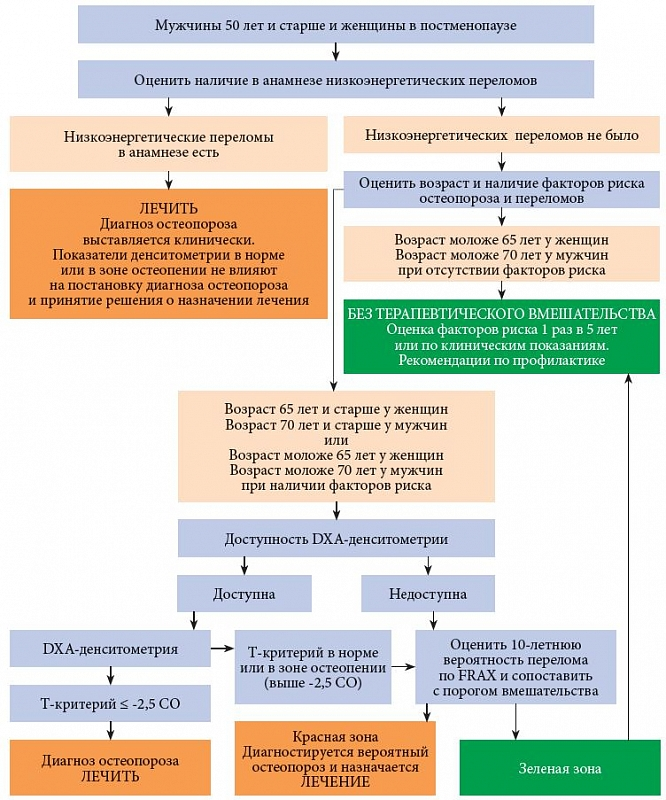 Мужчины 50 лет и старше и женщины в постменопаузе
Оценить наличие в анамнезе низкоэнергетических переломов
Низкоэнергетические переломы
в анамнезе есть
Низкоэнергетических переломов не было
ЛЕЧИТЬ
Диагноз остеопороза
выставляется клинически.
Показатели денситометрии в норме
или в зоне остеопении не влияют
на постановку диагноза остеопороза
и принятие решения о назначении лечения
Оценить возраст и наличие факторов риска
остеопороза и переломов
Возраст моложе 65 лет у женщин
Возраст моложе 70 лет у мужчин
при отсутствии факторов риска
БЕЗ ТЕРАПЕВТИЧЕСКОГО ВМЕШАТЕЛЬСТВА
Оценка факторов риска 1 раз в 5 лет
или по клиническим показаниям.
Рекомендации по профилактике
Возраст 65 лет и старше у женщин
Возраст 70 лет и старше у мужчин
или
Возраст моложе 65 лет у женщин
Возраст моложе 70 лет у мужчин
при наличии факторов риска
Доступность DXA-денситометрии
Доступна
Недоступна
DXA-денситометрия
Т-критерий в норме
или в зоне остеопении
(выше -2,5 СО)
Оценить 10-летнюю
вероятность перелома
по FRAX и сопоставить
с порогом вмешательства
Т-критерий ≤ -2,5 СО
Диагноз остеопороза
ЛЕЧИТЬ
Красная зона
Диагностируется вероятный
остеопороз и назначается
ЛЕЧЕНИЕ
Зеленая зона